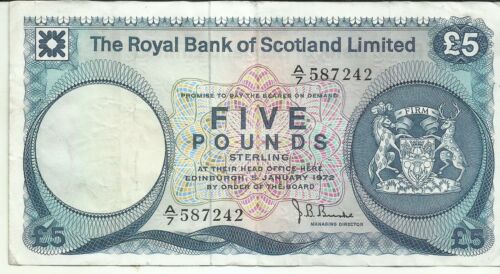 The Royal Bank of Scotland Limited
£5
A/7 587242
PROMISE TO PAY THE BEARER ON DEMAND
FIVE
POUNDS
STERLING
AT THEIR HEAD OFFICE HERE
EDINBURGH, 5 JANUARY 1972
BY ORDER OF THE BOARD
FIRM
A/7 587242
J B Burke
MANAGING DIRECTOR
£5
£5